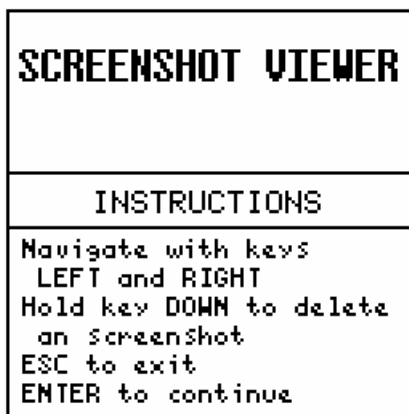 SCREENSHOT VIEWER
INSTRUCTIONS
Navigate with keys
LEFT and RIGHT
Hold key DOWN to delete
an screenshot
ESC to exit
ENTER to continue